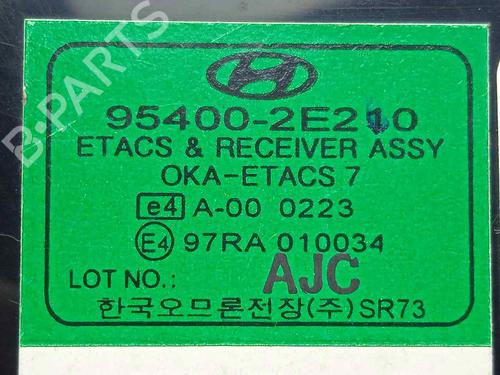 95400-2E210
ETACS & RECEIVER ASSY
OKA-ETACS 7
e4 A-00 0223
E4 97RA 010034
LOT NO.: AJC
한국오므론전장(주) SR73
B-PARTS